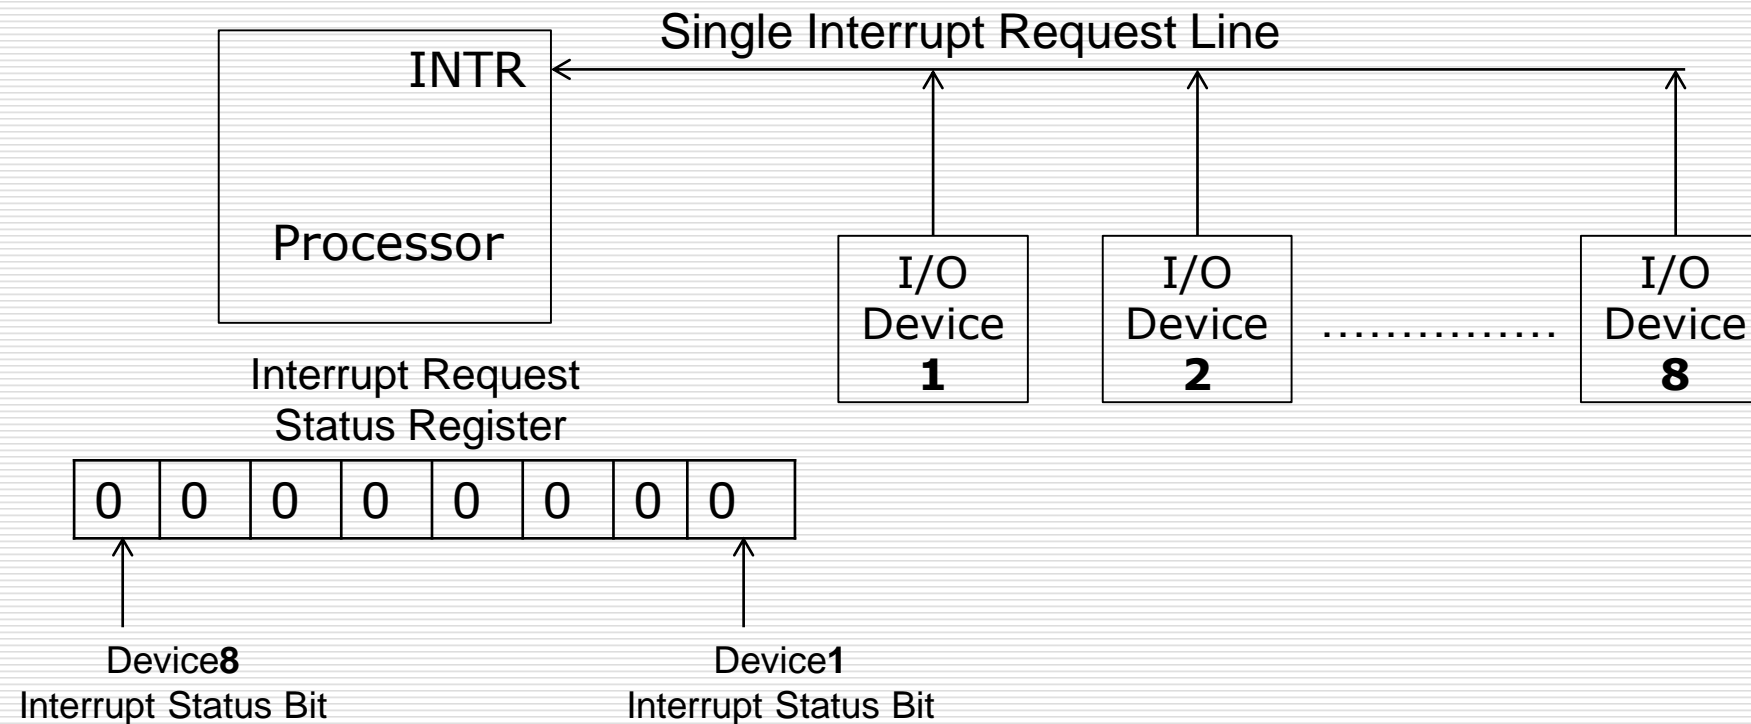 Single Interrupt Request Line
INTR
Processor
I/O
Device
1
I/O
Device
2
...............
I/O
Device
8
Interrupt Request
Status Register
0 0 0 0 0 0 0 0
Device8
Interrupt Status Bit
Device1
Interrupt Status Bit